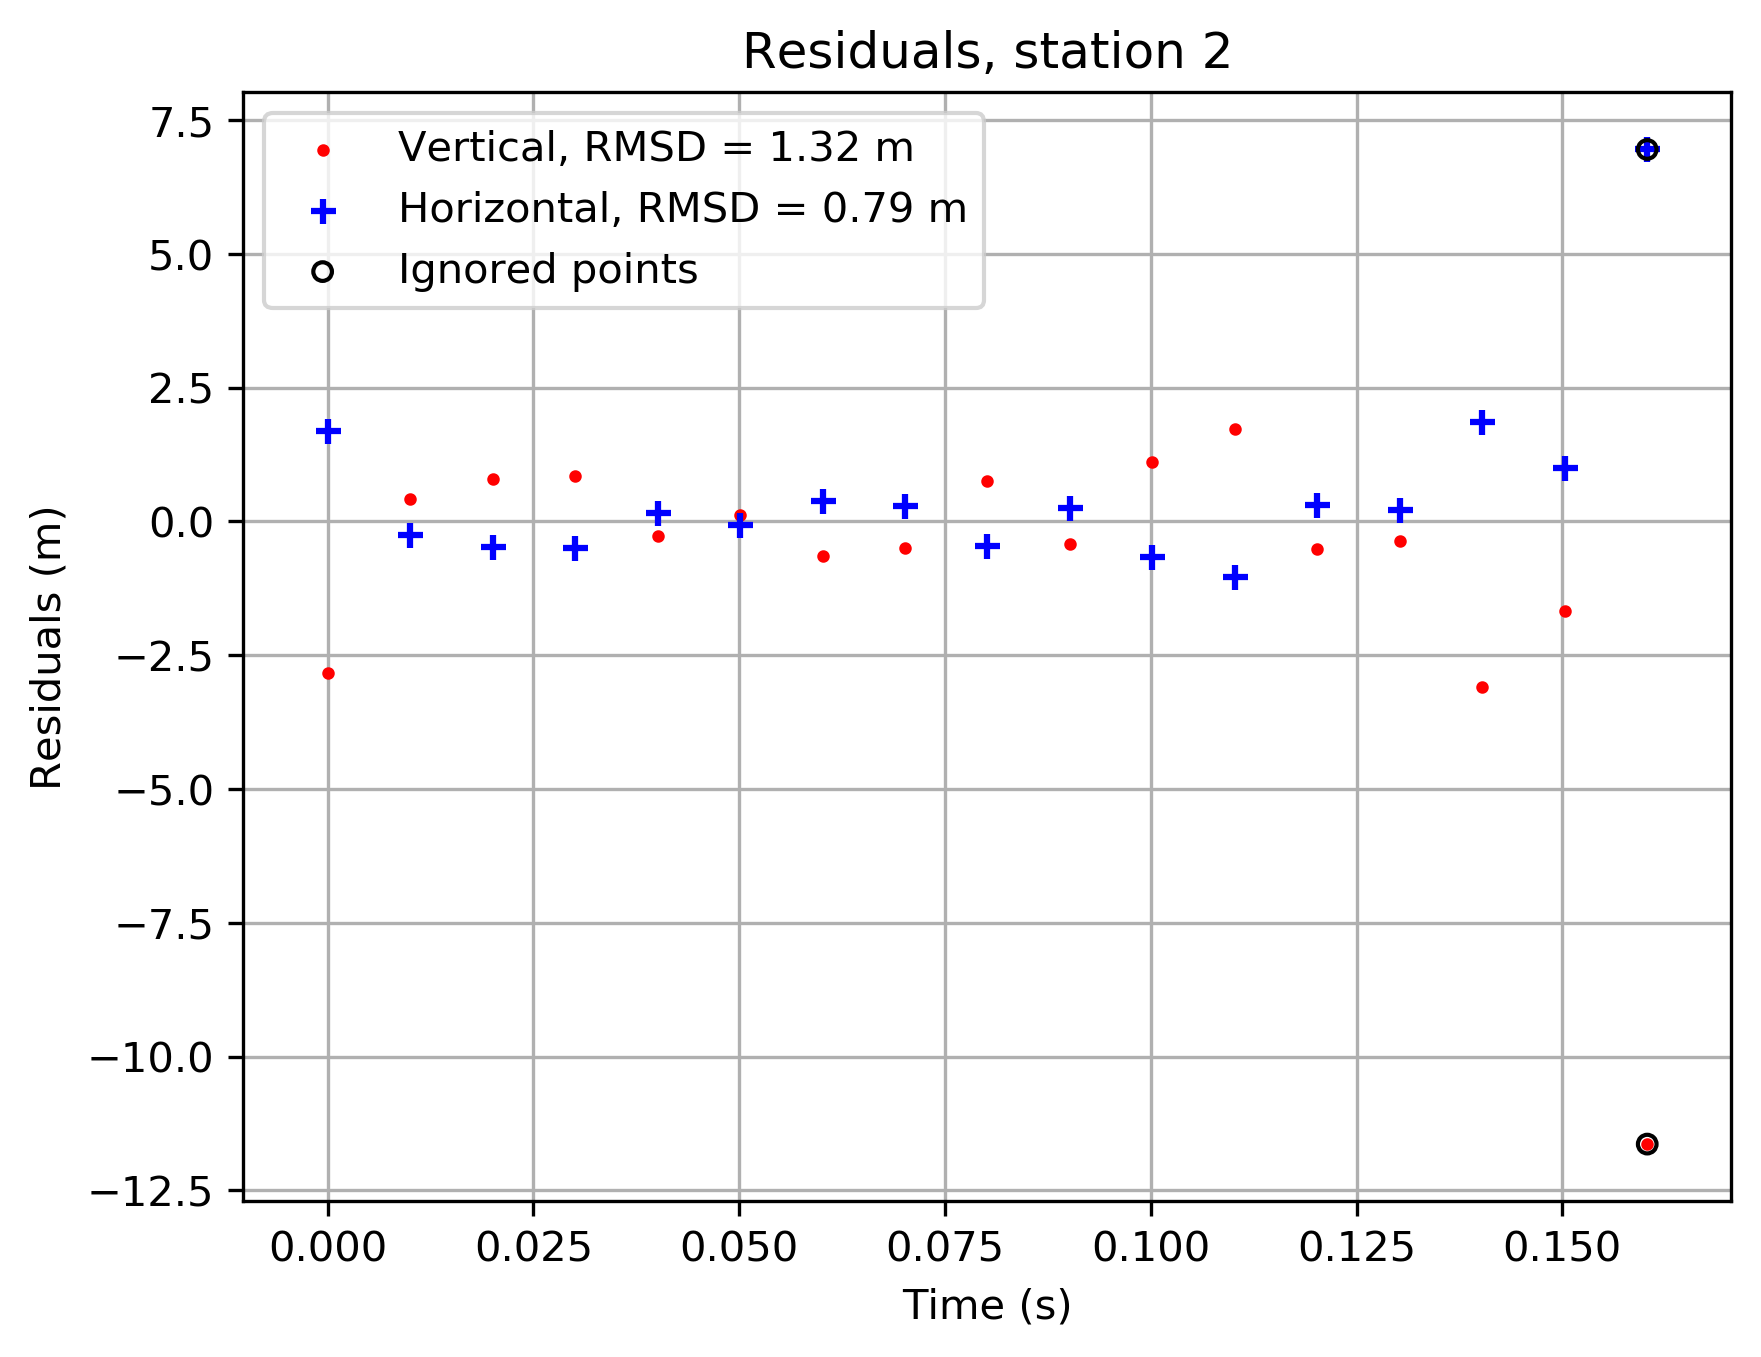 Residuals, station 2
7.5
5.0
2.5
0.0
−2.5
−5.0
−7.5
−10.0
−12.5
Residuals (m)
Vertical, RMSD = 1.32 m
Horizontal, RMSD = 0.79 m
Ignored points
0.000 0.025 0.050 0.075 0.100 0.125 0.150
Time (s)